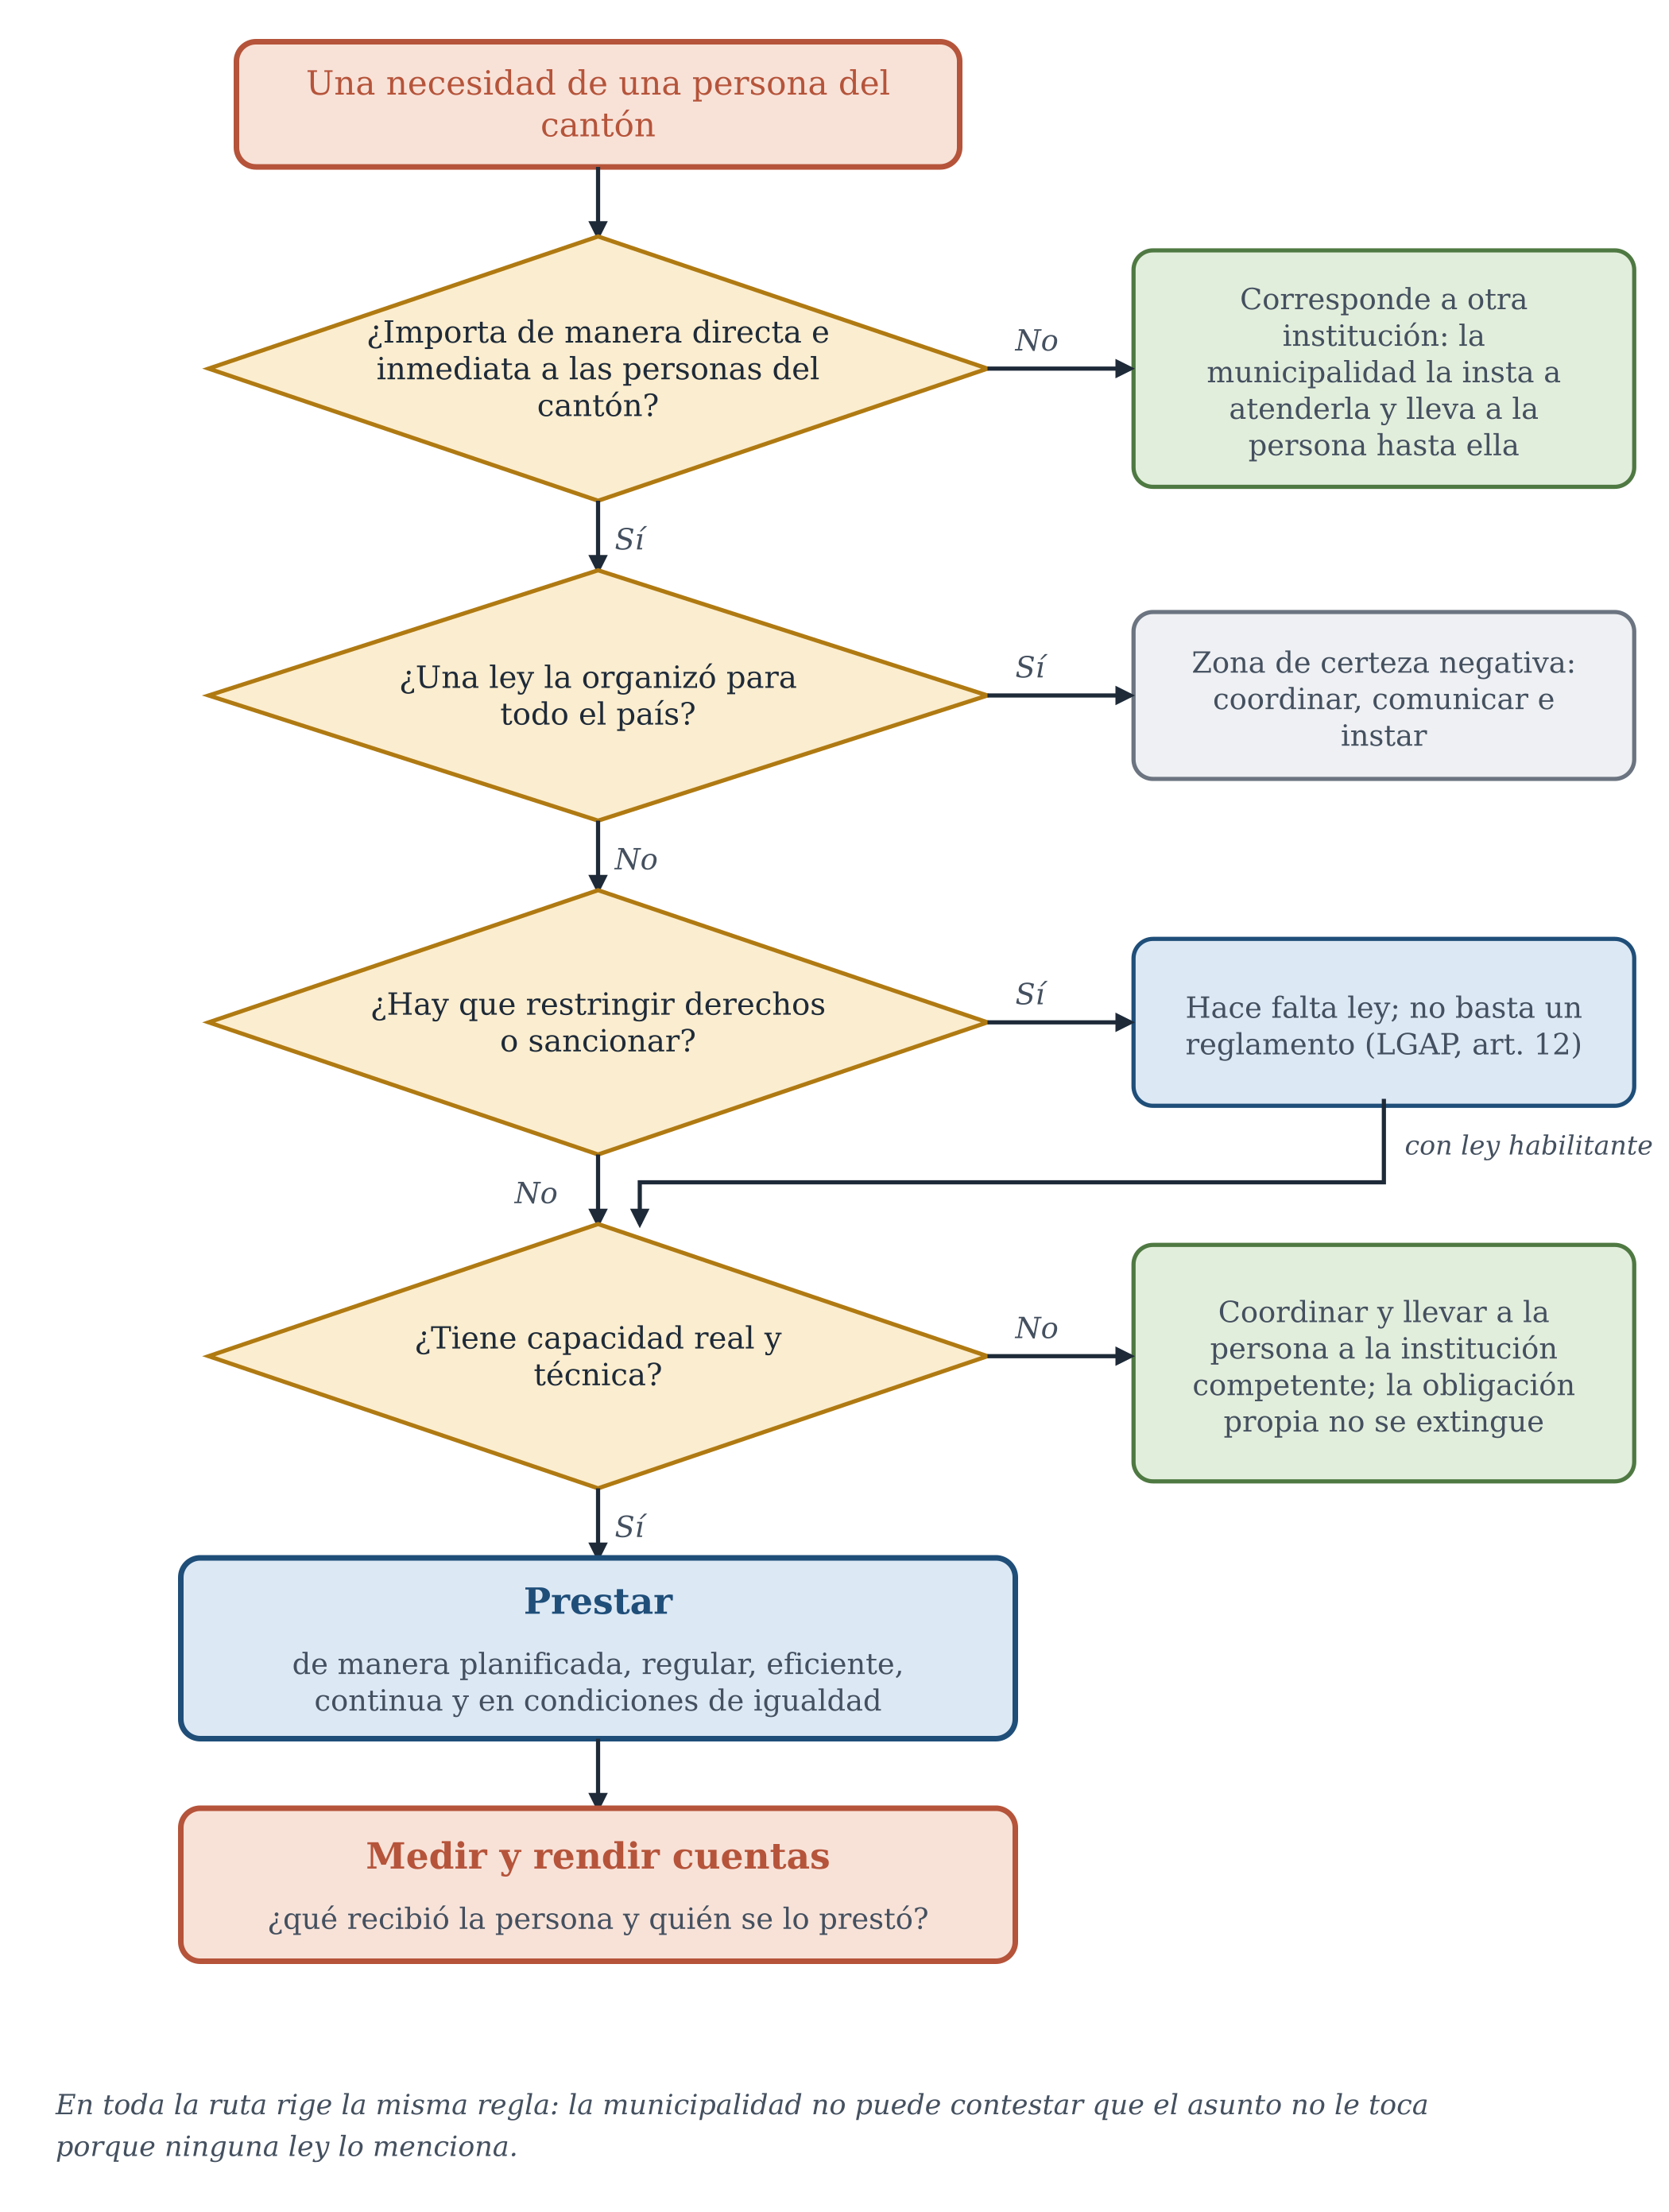 Una necesidad de una persona del
cantón
¿Importa de manera directa e
inmediata a las personas del
cantón?
No
Corresponde a otra
institución: la
municipalidad la insta a
atenderla y lleva a la
persona hasta ella
Sí
¿Una ley la organizó para
todo el país?
Sí
Zona de certeza negativa:
coordinar, comunicar e
instar
No
¿Hay que restringir derechos
o sancionar?
Sí
Hace falta ley; no basta un
reglamento (LGAP, art. 12)
con ley habilitante
No
¿Tiene capacidad real y
técnica?
No
Coordinar y llevar a la
persona a la institución
competente; la obligación
propia no se extingue
Sí
Prestar
de manera planificada, regular, eficiente,
continua y en condiciones de igualdad
Medir y rendir cuentas
¿qué recibió la persona y quién se lo prestó?
En toda la ruta rige la misma regla: la municipalidad no puede contestar que el asunto no le toca
porque ninguna ley lo menciona.